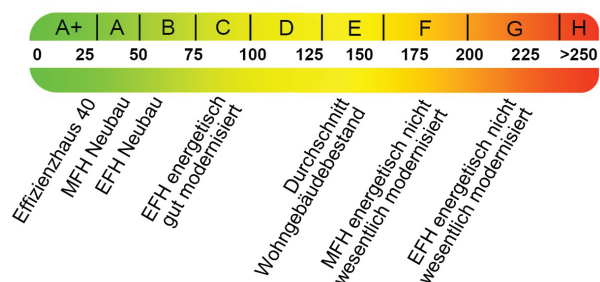 A+ A B C D E F G H
0 25 50 75 100 125 150 175 200 225 >250
Effizienzhaus 40
MFH Neubau
EFH Neubau
EFH energetisch
gut modernisiert
Durchschnitt
Wohngebäudebestand
MFH energetisch nicht
wesentlich modernisiert
EFH energetisch nicht
wesentlich modernisiert